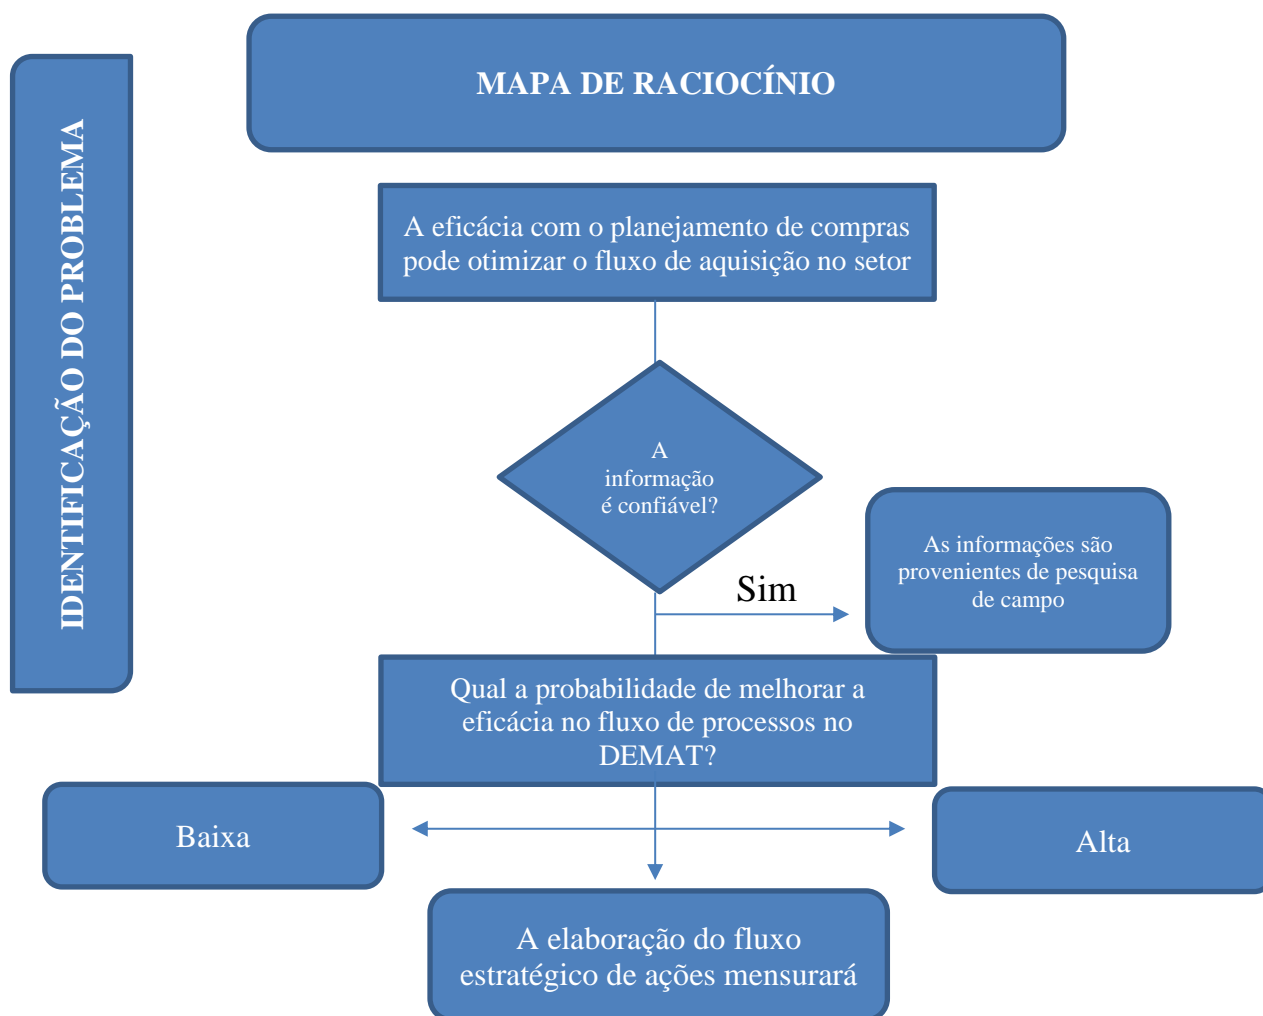 MAPA DE RACIOCÍNIO
IDENTIFICAÇÃO DO PROBLEMA
A eficácia com o planejamento de compras
pode otimizar o fluxo de aquisição no setor
A
informação
é confiável?
Sim
As informações são
provenientes de pesquisa
de campo
Qual a probabilidade de melhorar a
eficácia no fluxo de processos no
DEMAT?
Baixa
Alta
A elaboração do fluxo
estratégico de ações mensurará